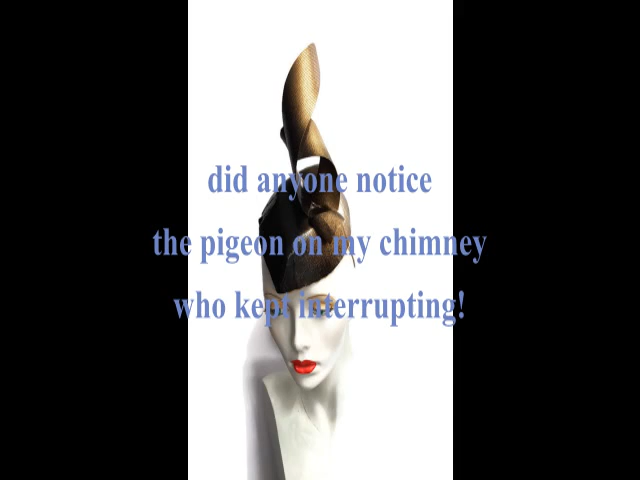 did anyone notice
the pigeon on my chimney
who kept interrupting!